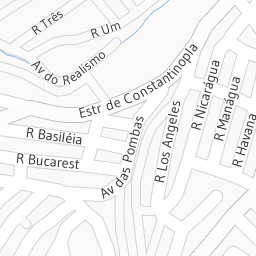 R Três
R Um
Av do Realismo
Estr de Constantinopla
R Basiléia
R Bucarest
Av das Pombas
R Los Angeles
R Nicarágua
R Manágua
R Havana